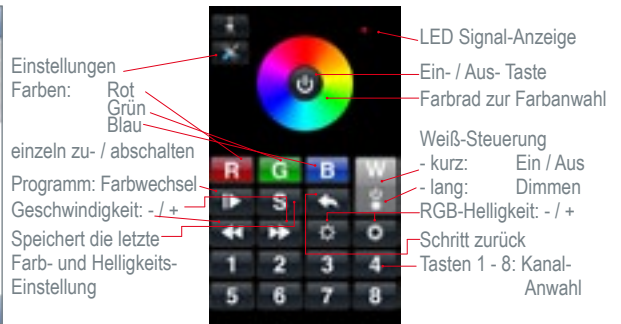 Einstellungen
Farben: Rot
Grün
Blau
einzeln zu- / abschalten
Programm: Farbwechsel
Geschwindigkeit: - / +
Speichert die letzte
Farb- und Helligkeits-
Einstellung
R G B W
S
1 2 3 4
5 6 7 8
LED Signal-Anzeige
Ein- / Aus- Taste
Farbrad zur Farbanwahl
Weiß-Steuerung
- kurz: Ein / Aus
- lang: Dimmen
RGB-Helligkeit: - / +
Schritt zurück
Tasten 1 - 8: Kanal-
Anwahl